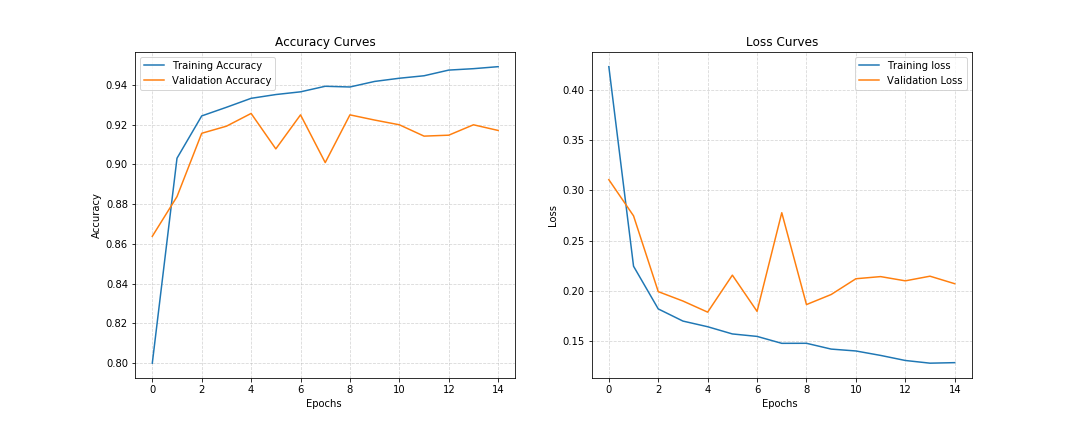 Accuracy Curves
Training Accuracy
Validation Accuracy
0.94
0.92
0.90
0.88
0.86
0.84
0.82
0.80
Accuracy
0 2 4 6 8 10 12 14
Epochs
Loss Curves
Training loss
Validation Loss
0.40
0.35
0.30
0.25
0.20
0.15
Loss
0 2 4 6 8 10 12 14
Epochs